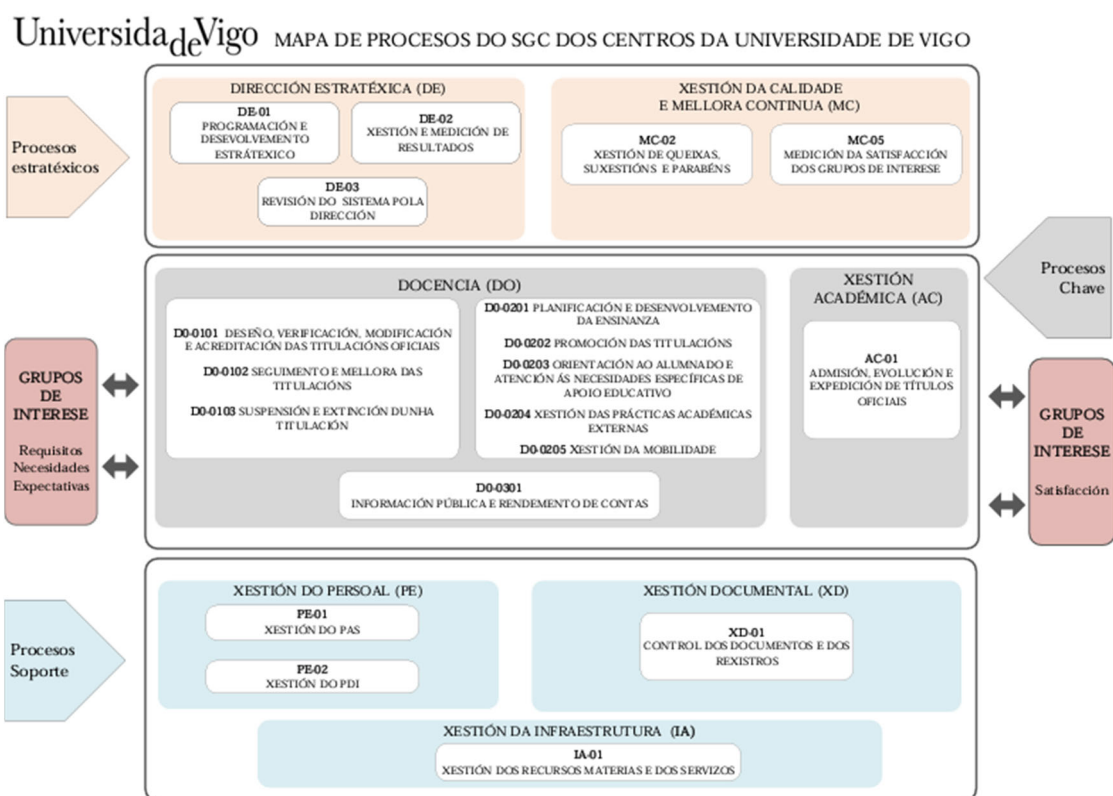 Universidade de Vigo MAPA DE PROCESOS DO SGC DOS CENTROS DA UNIVERSIDADE DE VIGO
Procesos
estratéxicos
DIRECCIÓN ESTRATÉXICA (DE)
DE-01
PROGRAMACIÓN E
DESEVOLVEMENTO
ESTRÁTEXICO
DE-02
XESTIÓN E MEDICIÓN DE
RESULTADOS
DE-03
REVISIÓN DO SISTEMA POLA
DIRECCIÓN
XESTIÓN DA CALIDADE
E MELLORA CONTINUA (MC)
MC-02
XESTIÓN DE QUEIXAS,
SUXESTIÓNS E PARABÉNS
MC-05
MEDICIÓN DA SATISFACCIÓN
DOS GRUPOS DE INTERESE
Procesos
Chave
DOCENCIA (DO)
D0-0101 DESEÑO, VERIFICACIÓN, MODIFICACIÓN
E ACREDITACIÓN DAS TITULACIÓNS OFICIAIS
D0-0102 SEGUIMENTO E MELLORA DAS
TITULACIÓNS
D0-0103 SUSPENSIÓN E EXTINCIÓN DUNHA
TITULACIÓN
D0-0201 PLANIFICACIÓN E DESENVOLVEMENTO
DA ENSINANZA
D0-0202 PROMOCIÓN DAS TITULACIÓNS
D0-0203 ORIENTACIÓN AO ALUMNADO E
ATENCIÓN ÁS NECESIDADES ESPECÍFICAS DE
APOIO EDUCATIVO
D0-0204 XESTIÓN DAS PRÁCTICAS ACADÉMICAS
EXTERNAS
D0-0205 XESTIÓN DA MOBILIDADE
D0-0301
INFORMACIÓN PÚBLICA E RENDEMENTO DE CONTAS
XESTIÓN
ACADÉMICA (AC)
AC-01
ADMISIÓN, EVOLUCIÓN E
EXPEDICIÓN DE TÍTULOS
OFICIAIS
GRUPOS
DE
INTERESE
Requisitos
Necesidades
Expectativas
GRUPOS
DE
INTERESE
Satisfacción
Procesos
Soporte
XESTIÓN DO PERSOAL (PE)
PE-01
XESTIÓN DO PAS
PE-02
XESTIÓN DO PDI
XESTIÓN DOCUMENTAL (XD)
XD-01
CONTROL DOS DOCUMENTOS E DOS
REXISTROS
XESTIÓN DA INFRAESTRUTURA (IA)
IA-01
XESTIÓN DOS RECURSOS MATERIAS E DOS SERVIZOS